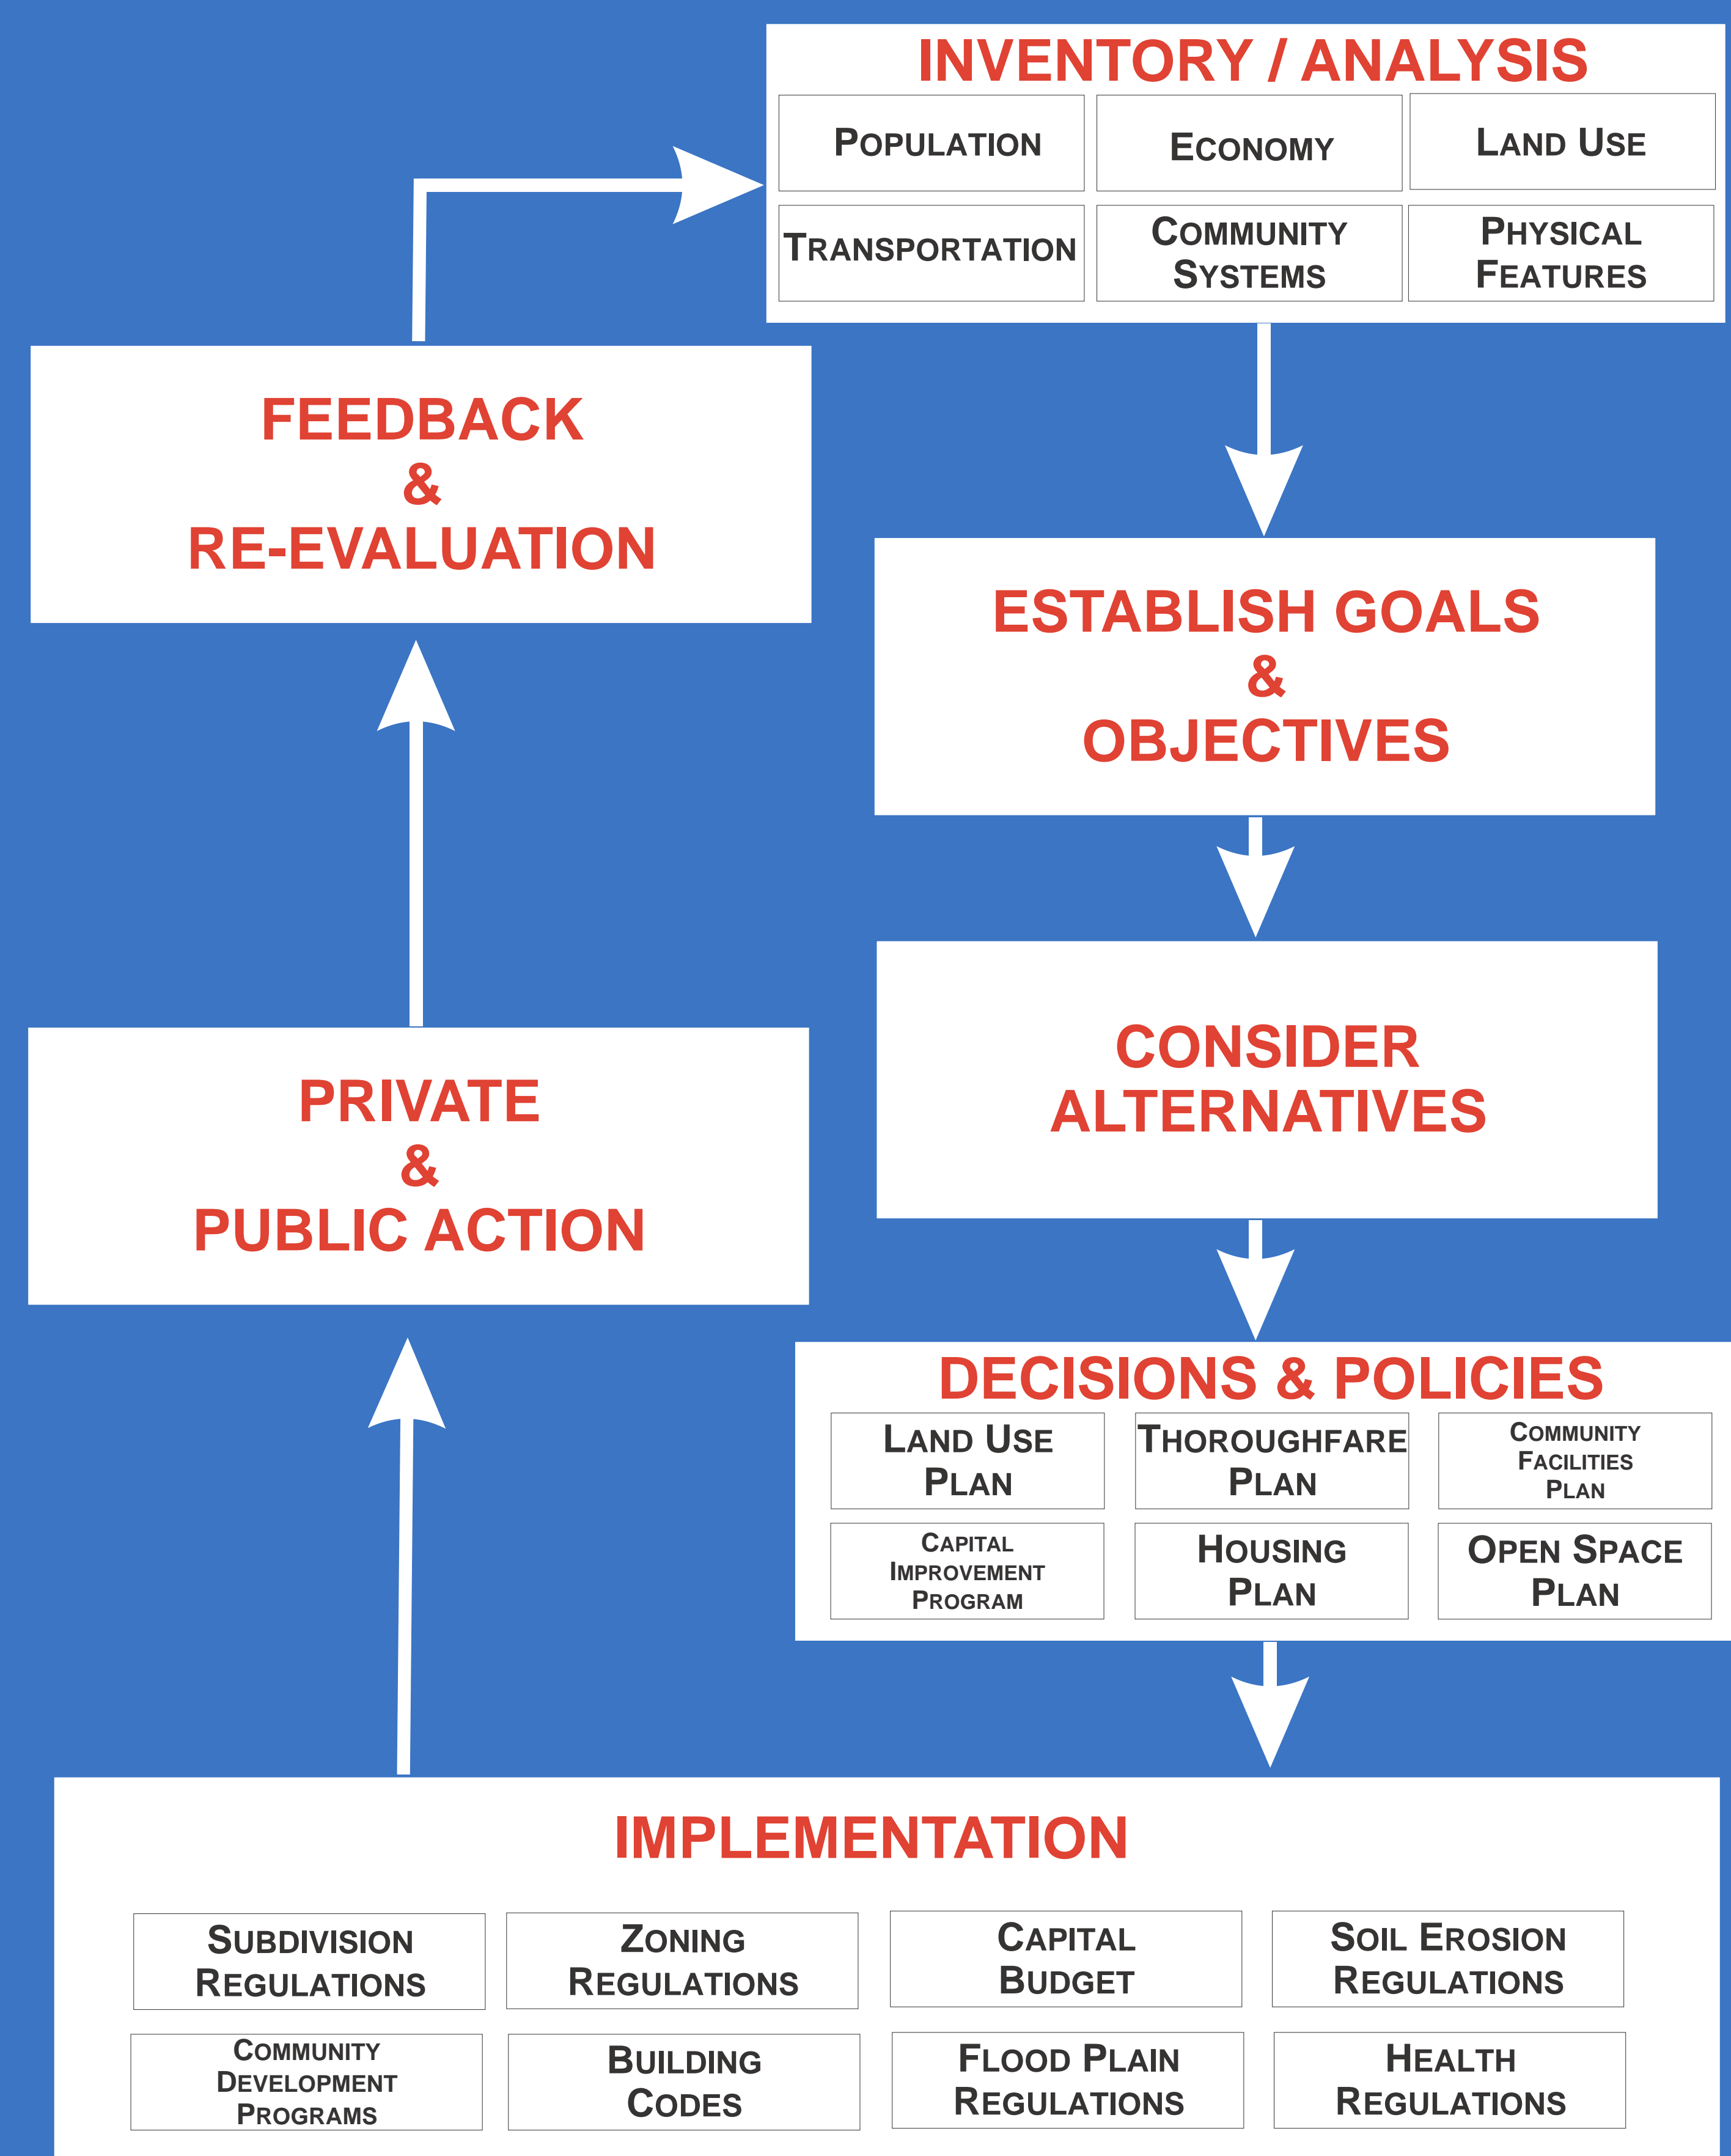 INVENTORY / ANALYSIS
POPULATION
ECONOMY
LAND USE
TRANSPORTATION
COMMUNITY
SYSTEMS
PHYSICAL
FEATURES
FEEDBACK
&
RE-EVALUATION
ESTABLISH GOALS
&
OBJECTIVES
CONSIDER
ALTERNATIVES
PRIVATE
&
PUBLIC ACTION
DECISIONS & POLICIES
LAND USE
PLAN
THOROUGHFARE
PLAN
COMMUNITY
FACILITIES
PLAN
CAPITAL
IMPROVEMENT
PROGRAM
HOUSING
PLAN
OPEN SPACE
PLAN
IMPLEMENTATION
SUBDIVISION
REGULATIONS
ZONING
REGULATIONS
CAPITAL
BUDGET
SOIL EROSION
REGULATIONS
COMMUNITY
DEVELOPMENT
PROGRAMS
BUILDING
CODES
FLOOD PLAIN
REGULATIONS
HEALTH
REGULATIONS